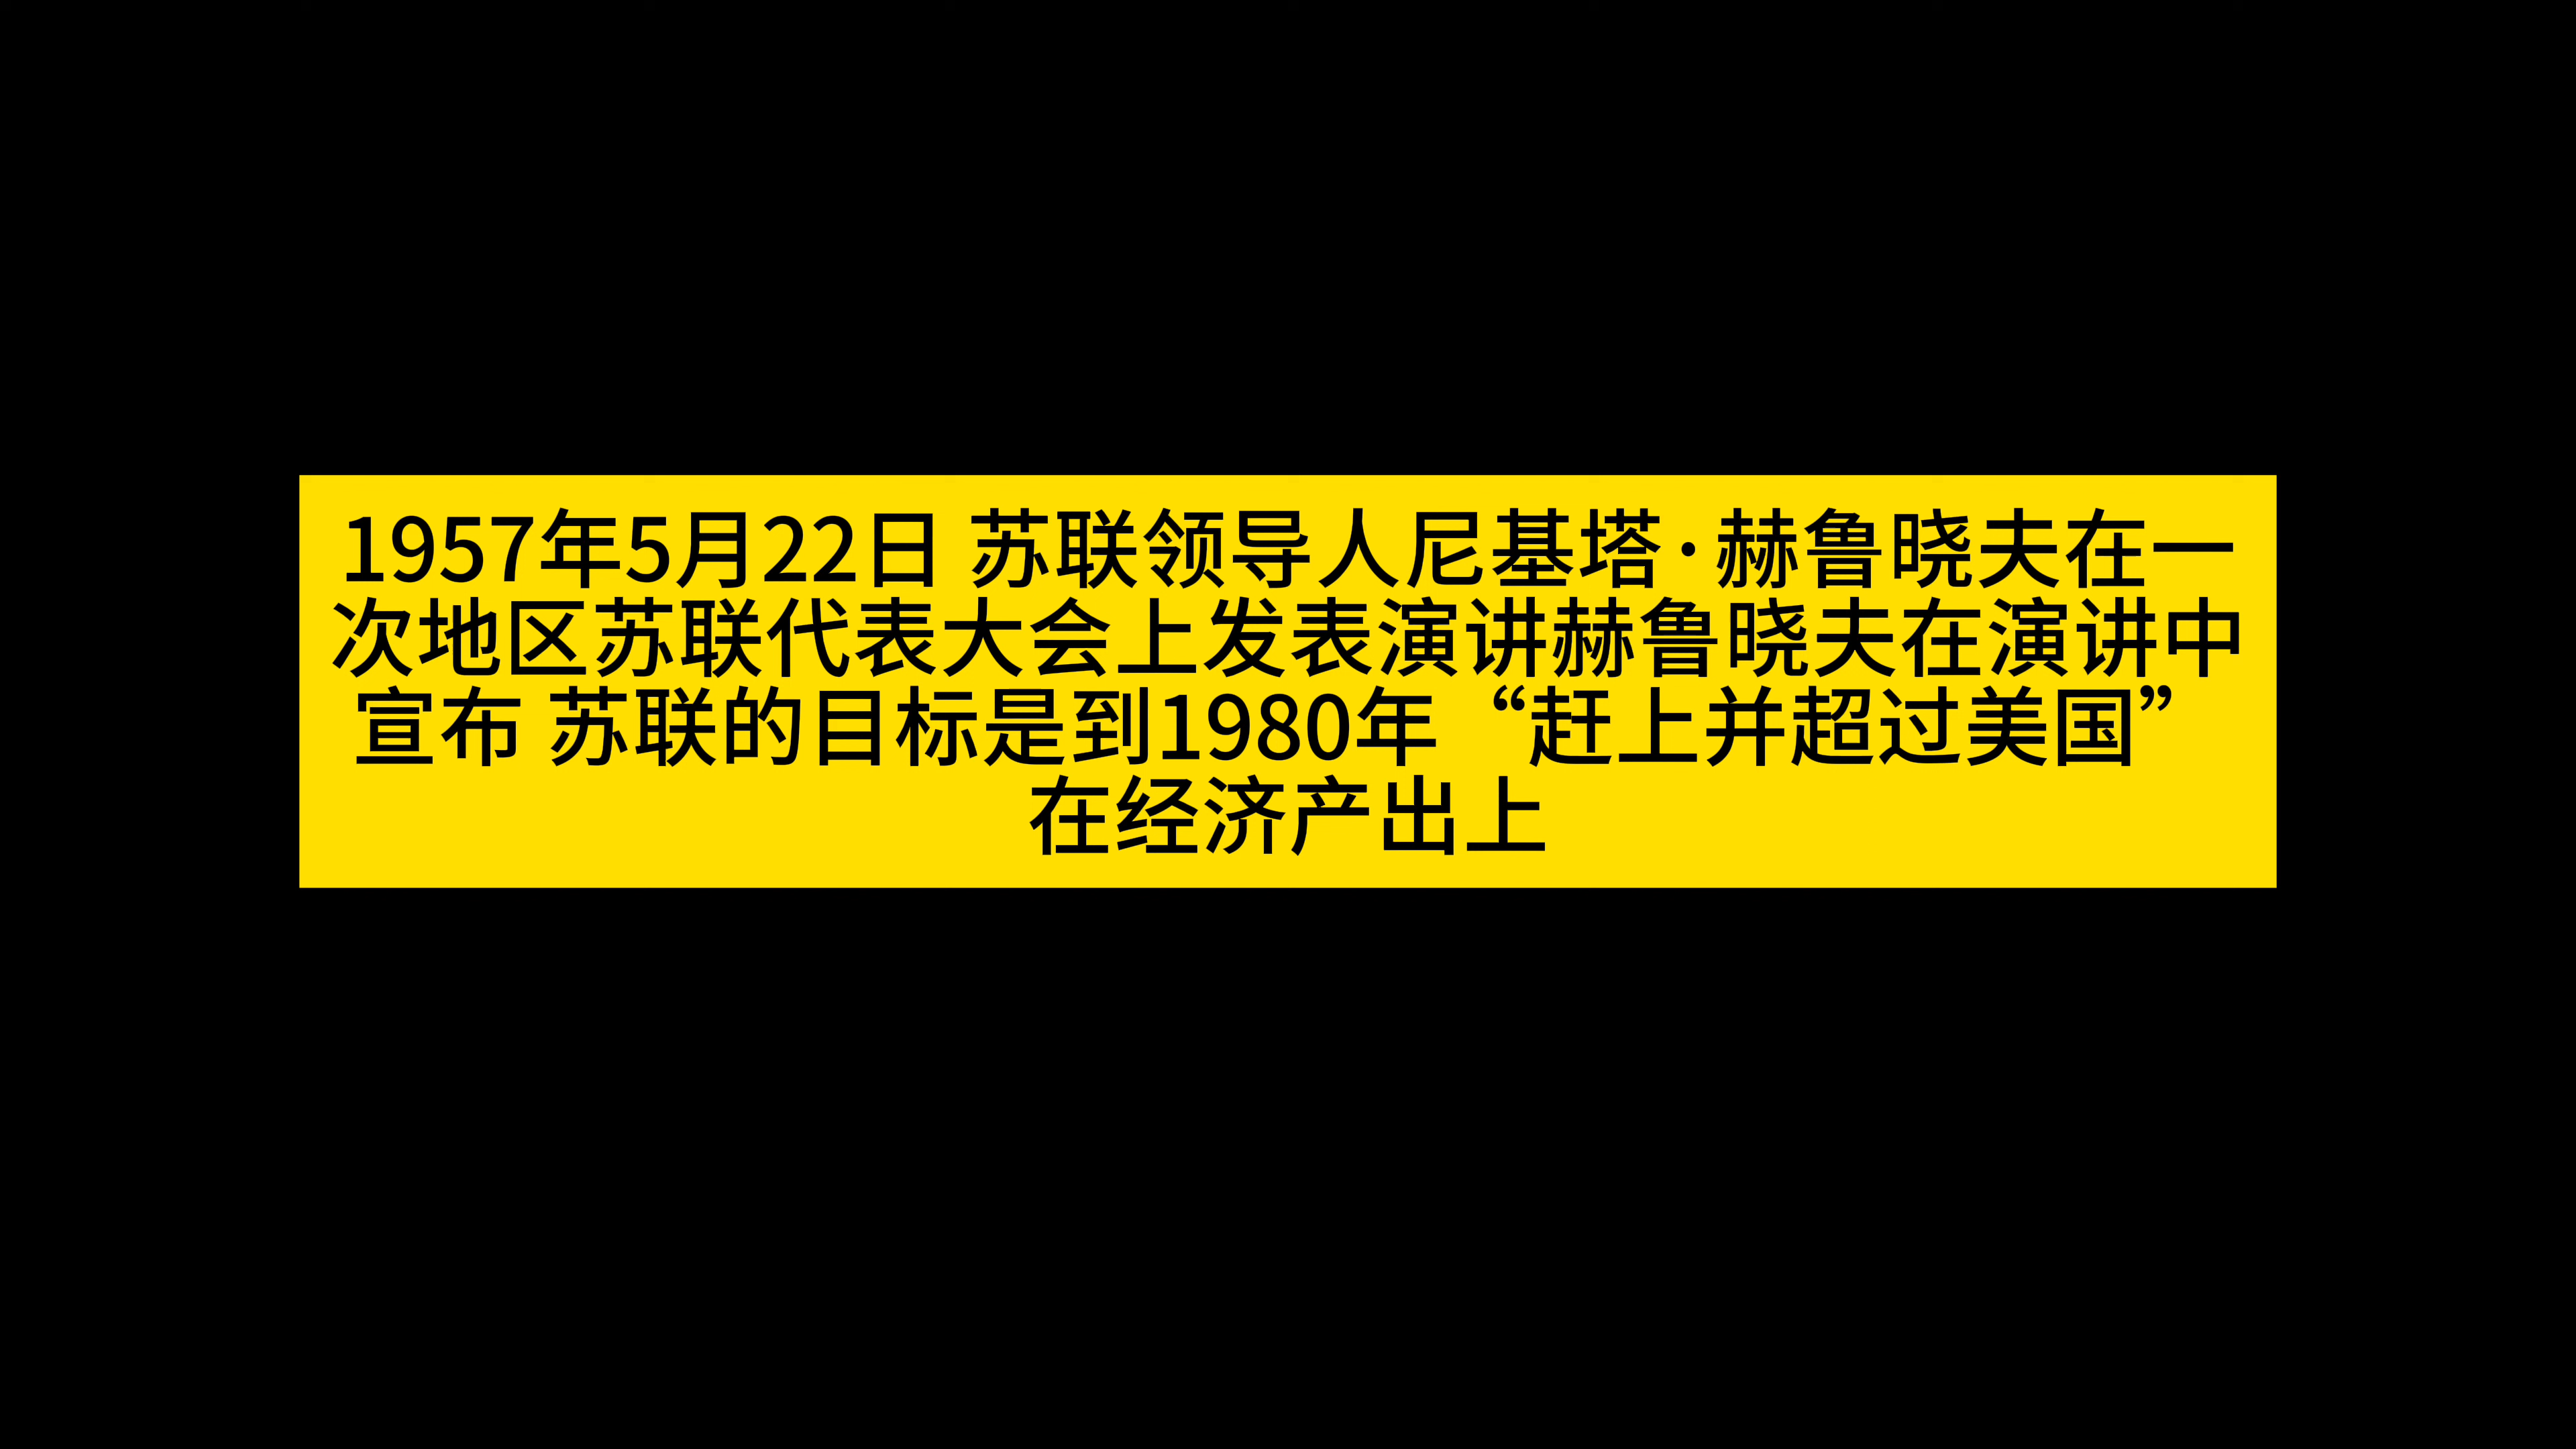 1957年5月22日 苏联领导人尼基塔·赫鲁晓夫在一
次地区苏联代表大会上发表演讲赫鲁晓夫在演讲中
宣布 苏联的目标是到1980年“赶上并超过美国”
在经济产出上